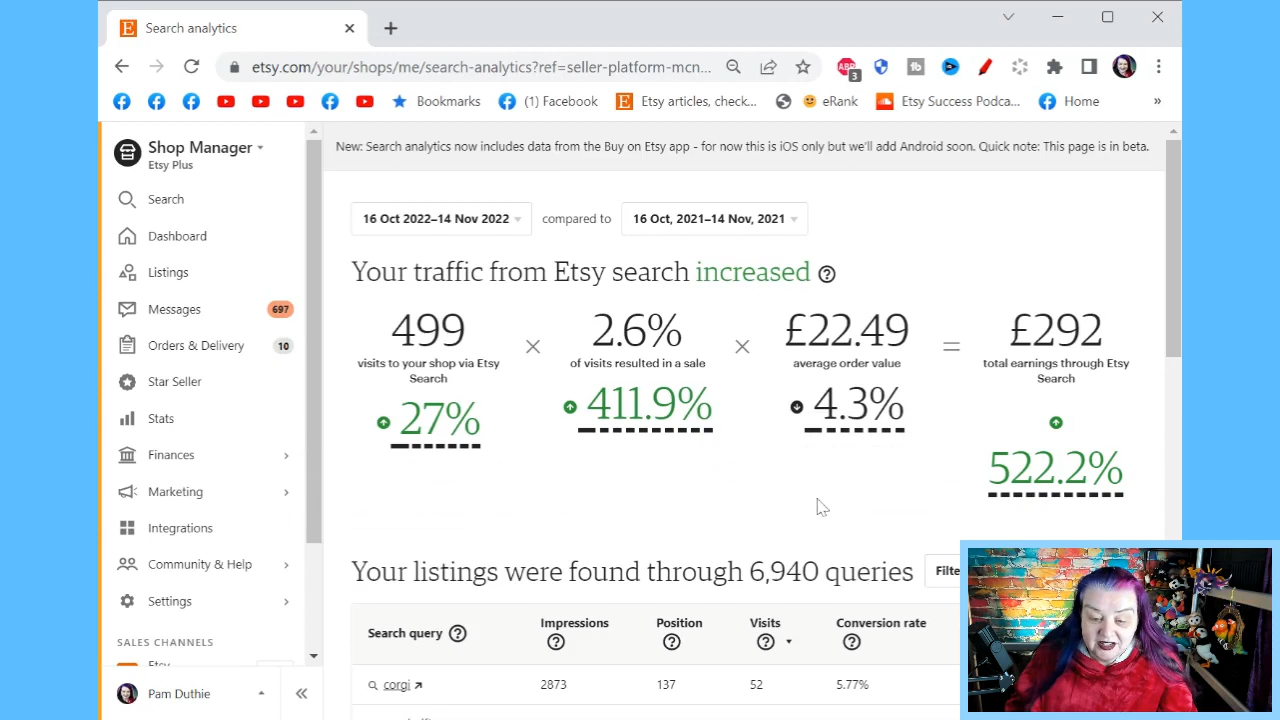 Search analytics
etsy.com/your/shops/me/search-analytics?ref=seller-platform-mcn...
ABP
3
tb
Bookmarks
(1) Facebook
Etsy articles, check...
eRank
Etsy Success Podca...
Home
»
Shop Manager
Etsy Plus
Search
Dashboard
Listings
Messages
697
Orders & Delivery
10
Star Seller
Stats
Finances
Marketing
Integrations
Community & Help
Settings
SALES CHANNELS
Etsy
Pam Duthie
New: Search analytics now includes data from the Buy on Etsy app - for now this is iOS only but we'll add Android soon. Quick note: This page is in beta.
16 Oct 2022–14 Nov 2022 compared to 16 Oct, 2021–14 Nov, 2021
Your traffic from Etsy search increased
499 × 2.6% × £22.49 = £292
visits to your shop via Etsy Search
of visits resulted in a sale
average order value
total earnings through Etsy Search
27%
411.9%
4.3%
522.2%
Your listings were found through 6,940 queries
Filte
Search query Impressions Position Visits Conversion rate
corgi 2873 137 52 5.77%